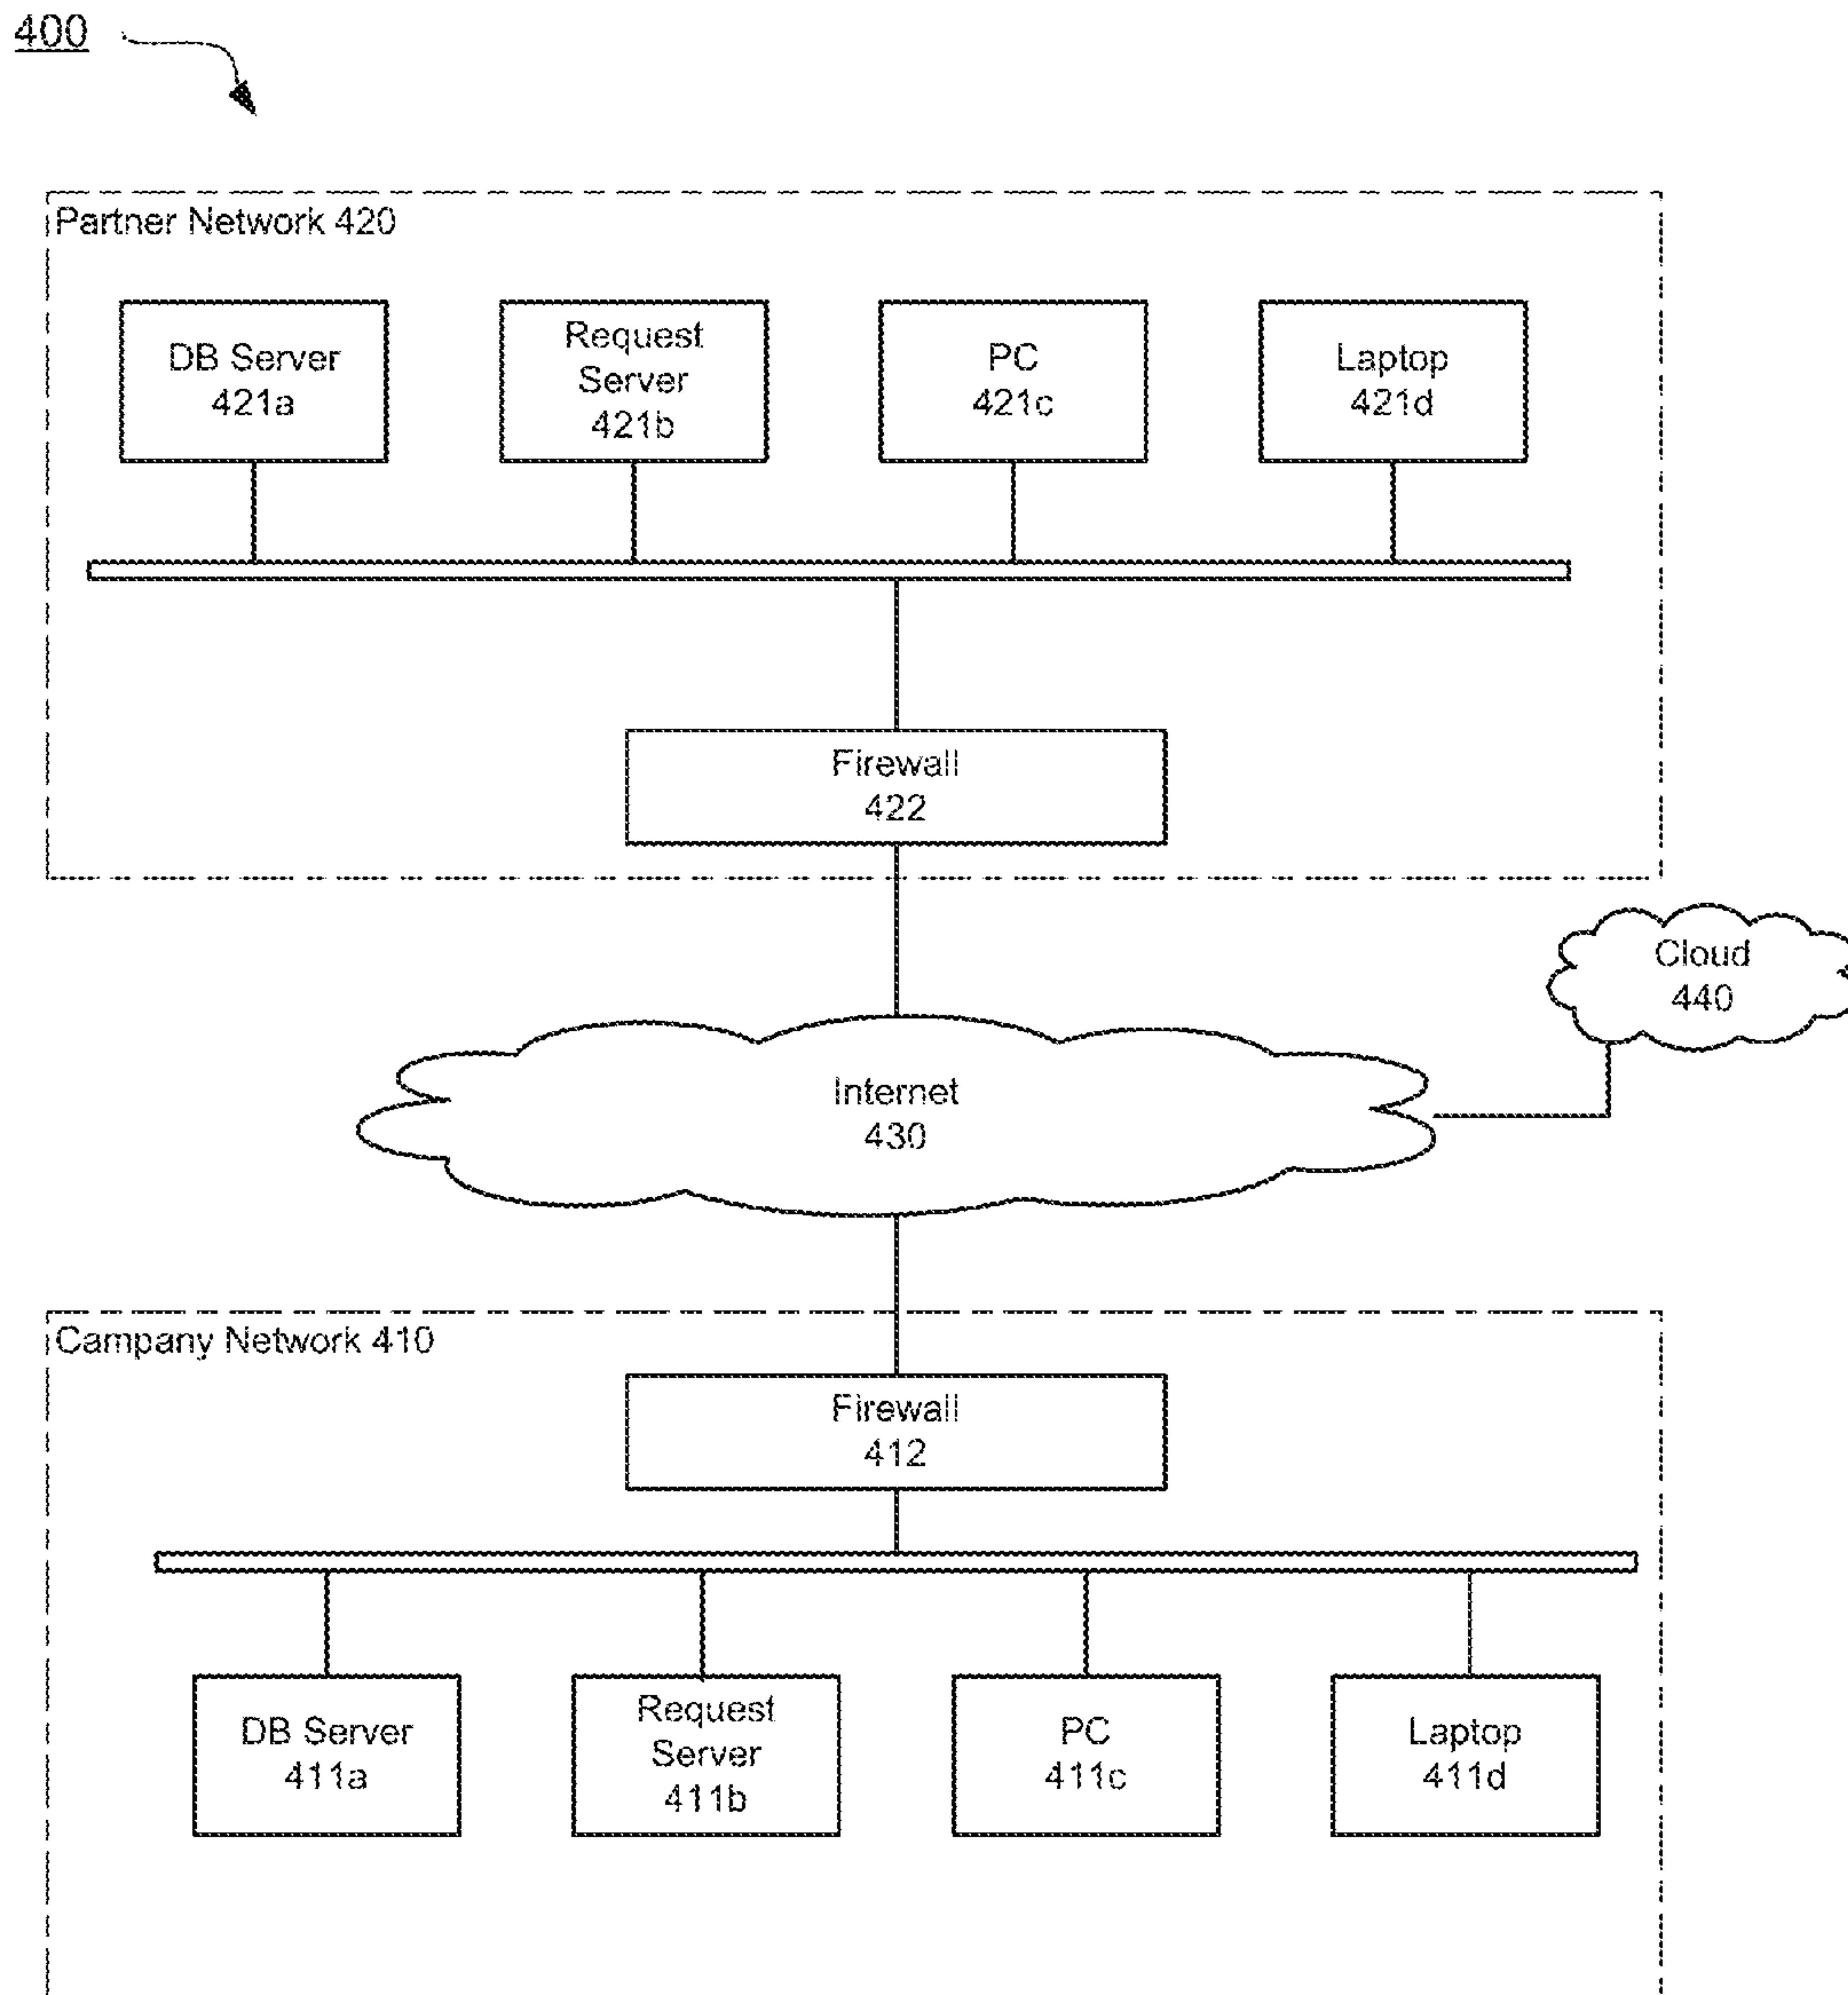 400
Partner Network 420
DB Server
421a
Request
Server
421b
PC
421c
Laptop
421d
Firewall
422
Cloud
440
Internet
430
Campany Network 410
Firewall
412
DB Server
411a
Request
Server
411b
PC
411c
Laptop
411d